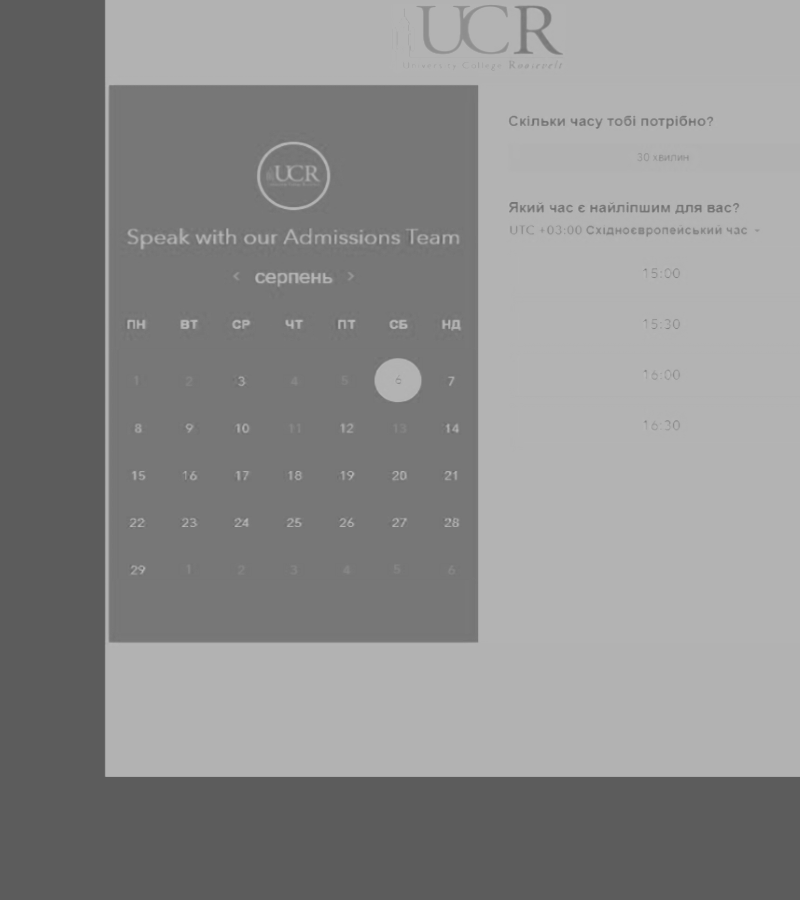 UCR
University College Roosevelt
UCR
Speak with our Admissions Team
< серпень >
ПН ВТ СР ЧТ ПТ СБ НД
1 2 3 4 5 6 7
8 9 10 11 12 13 14
15 16 17 18 19 20 21
22 23 24 25 26 27 28
29 1 2 3 4 5 6
Скільки часу тобі потрібно?
30 хвилин
Який час є найліпшим для вас?
UTC +03:00 Східноєвропейський час
15:00
15:30
16:00
16:30